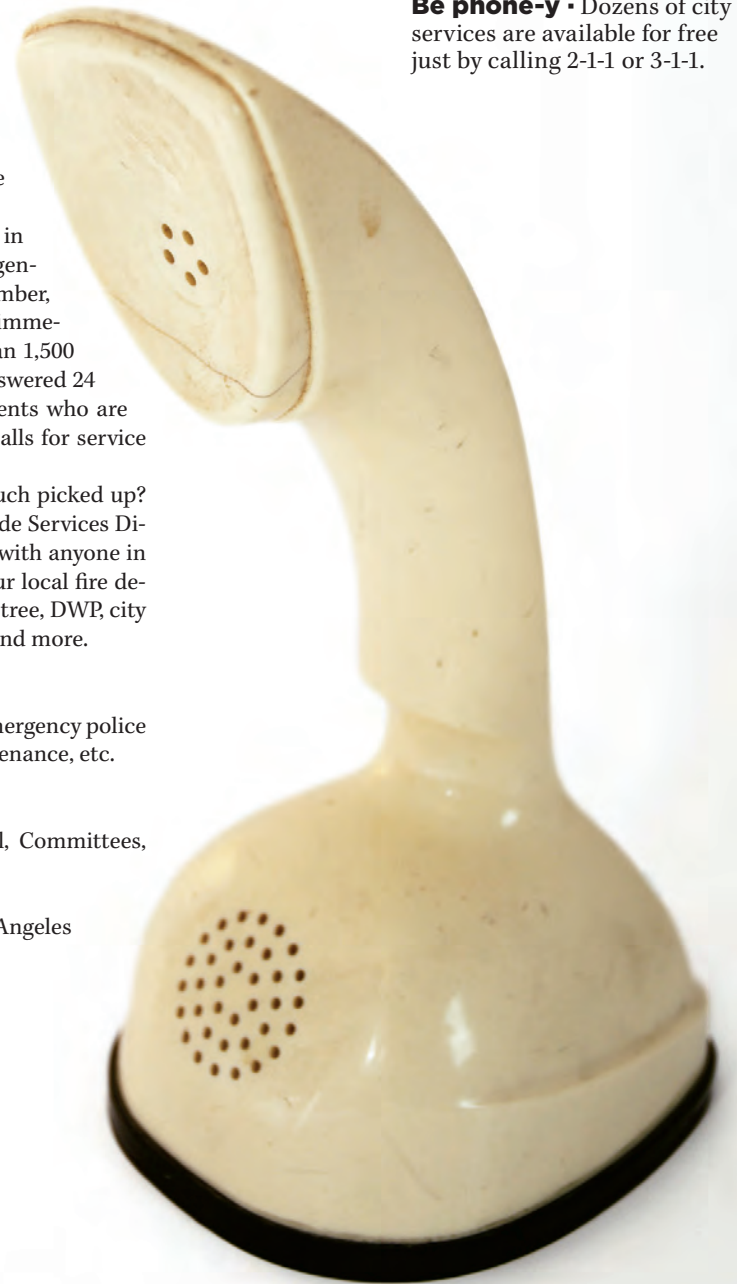 Be phone-y · Dozens of city
services are available for free
just by calling 2-1-1 or 3-1-1.
e
in
gen-
mber,
imme-
an 1,500
swered 24
ents who are
alls for service
uch picked up?
de Services Di-
with anyone in
ur local fire de-
tree, DWP, city
nd more.
mergency police
enance, etc.
l, Committees,
Angeles